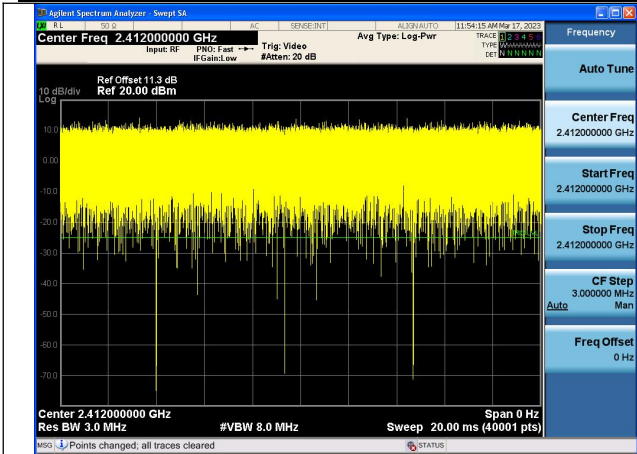 Agilent Spectrum Analyzer - Swept SA
RL 50 Ω AC SENSE:INT ALIGN AUTO 11:54:15 AM Mar 17, 2023
Center Freq 2.412000000 GHz
Avg Type: Log-Pwr
TRACE 1 2 3 4 5 6
Input: RF PNO: Fast Trig: Video
TYPE
IFGain:Low #Atten: 20 dB
DET N N N N N N
Ref Offset 11.3 dB
10 dB/div Ref 20.00 dBm
Log
10.0
0.00
-10.0
-20.0
-30.0
-40.0
-50.0
-60.0
-70.0
Center 2.412000000 GHz Span 0 Hz
Res BW 3.0 MHz #VBW 8.0 MHz Sweep 20.00 ms (40001 pts)
MSG Points changed; all traces cleared STATUS
Frequency
Auto Tune
Center Freq
2.412000000 GHz
Start Freq
2.412000000 GHz
Stop Freq
2.412000000 GHz
CF Step
3.000000 MHz
Auto Man
Freq Offset
0 Hz